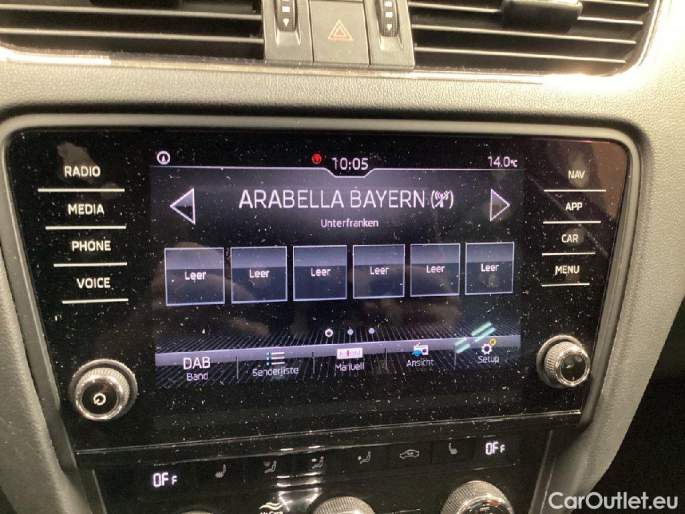 10:05 14.0°C
RADIO ARABELLA BAYERN NAV
MEDIA Unterfranken APP
PHONE CAR
VOICE Leer Leer Leer Leer Leer Leer MENU
DAB Senderliste Manuell Ansicht Setup
Band
OFF OFF
CarOutlet.eu